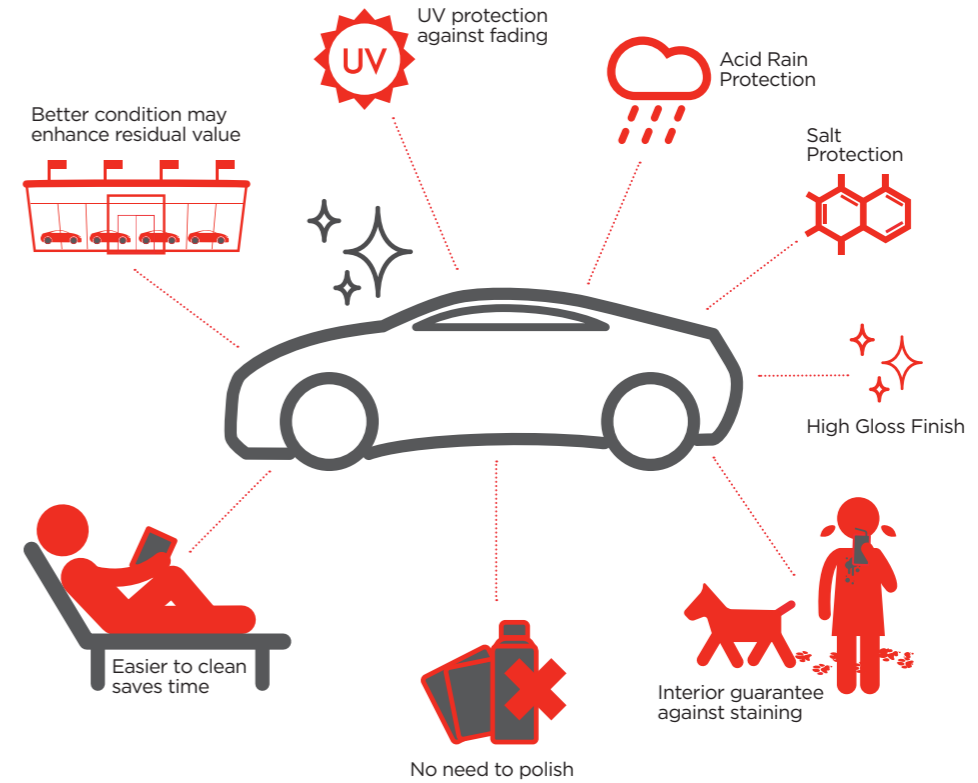 UV protection
against fading
UV
Acid Rain
Protection
Better condition may
enhance residual value
Salt
Protection
High Gloss Finish
Easier to clean
saves time
Interior guarantee
against staining
No need to polish